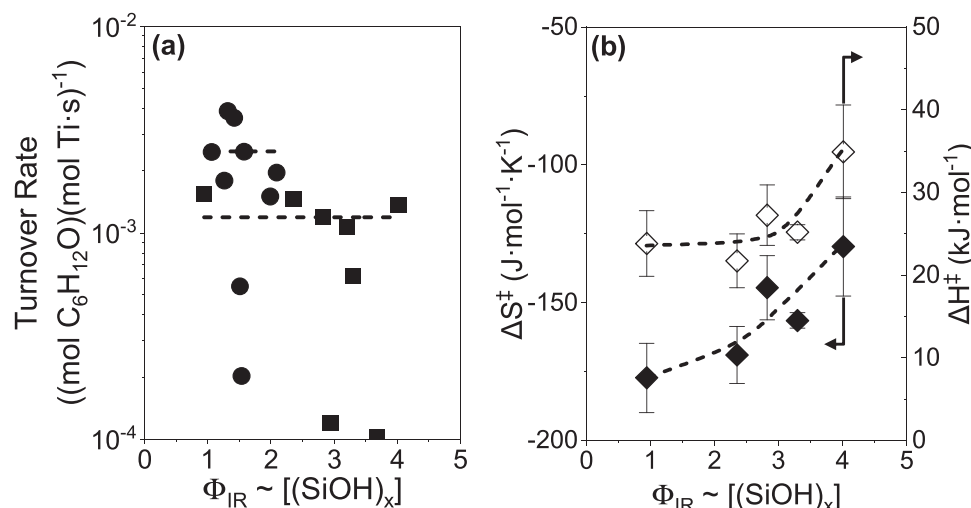 (a)
Turnover Rate
((mol C₆H₁₂O)(mol Ti·s)⁻¹)
10⁻²
10⁻³
10⁻⁴
0 1 2 3 4 5
Φ_IR ~ [(SiOH)ₓ]
(b)
ΔS‡ (J·mol⁻¹·K⁻¹)
-50
-100
-150
-200
0 1 2 3 4 5
Φ_IR ~ [(SiOH)ₓ]
50
40
30
20
10
0
ΔH‡ (kJ·mol⁻¹)